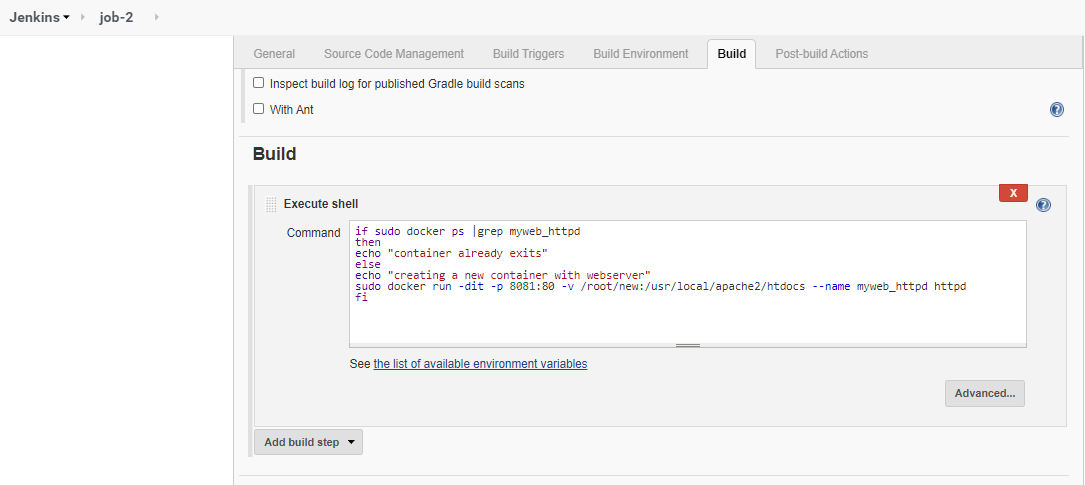 Jenkins job-2
General Source Code Management Build Triggers Build Environment Build Post-build Actions
Inspect build log for published Gradle build scans
With Ant
?
Build
X
Execute shell
?
Command
if sudo docker ps |grep myweb_httpd
then
echo "container already exits"
else
echo "creating a new container with webserver"
sudo docker run -dit -p 8081:80 -v /root/new:/usr/local/apache2/htdocs --name myweb_httpd httpd
fi
See the list of available environment variables
Advanced...
Add build step